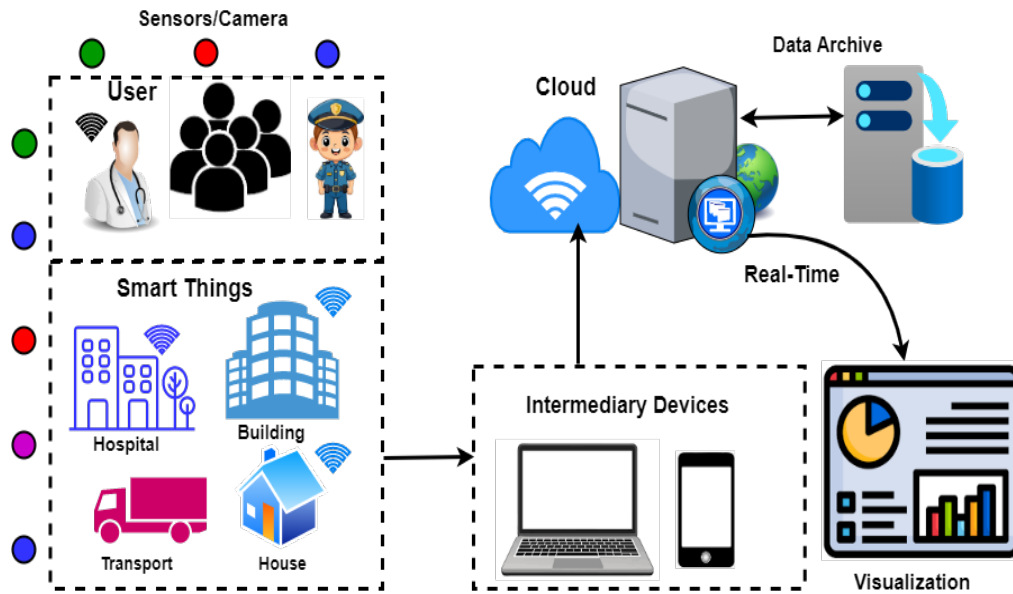 Sensors/Camera
User
Smart Things
Hospital
Building
Transport
House
Cloud
Data Archive
Real-Time
Intermediary Devices
Visualization